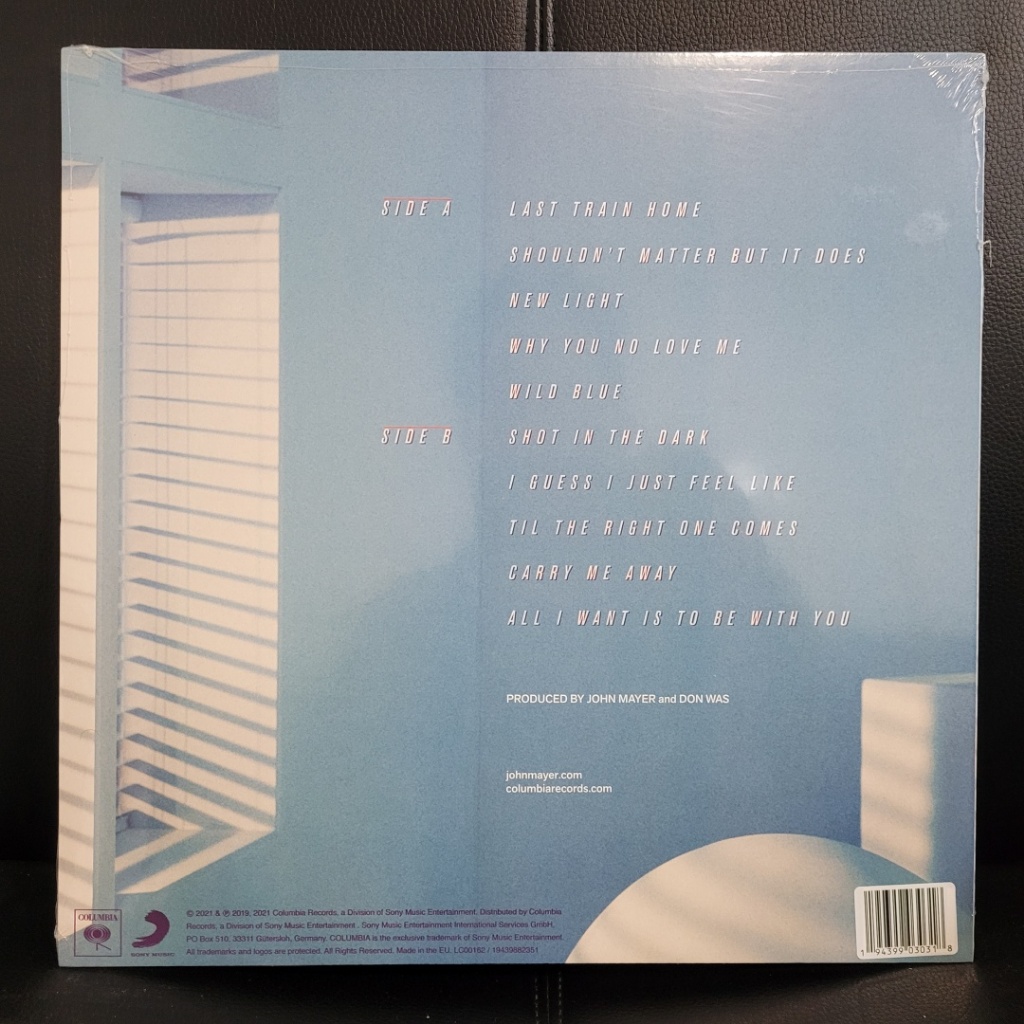 SIDE A LAST TRAIN HOME
SHOULDN'T MATTER BUT IT DOES
NEW LIGHT
WHY YOU NO LOVE ME
WILD BLUE
SIDE B SHOT IN THE DARK
I GUESS I JUST FEEL LIKE
TIL THE RIGHT ONE COMES
CARRY ME AWAY
ALL I WANT IS TO BE WITH YOU
PRODUCED BY JOHN MAYER and DON WAS
johnmayer.com
columbiarecords.com
COLUMBIA
SONY MUSIC
© 2021 & ℗ 2019, 2021 Columbia Records, a Division of Sony Music Entertainment. Distributed by Columbia
Records, a Division of Sony Music Entertainment . Sony Music Entertainment International Services GmbH,
PO Box 510, 33311 Gütersloh, Germany. COLUMBIA is the exclusive trademark of Sony Music Entertainment.
All trademarks and logos are protected. All Rights Reserved. Made in the EU. LC00162 / 19439882351
1 94399 03031 8